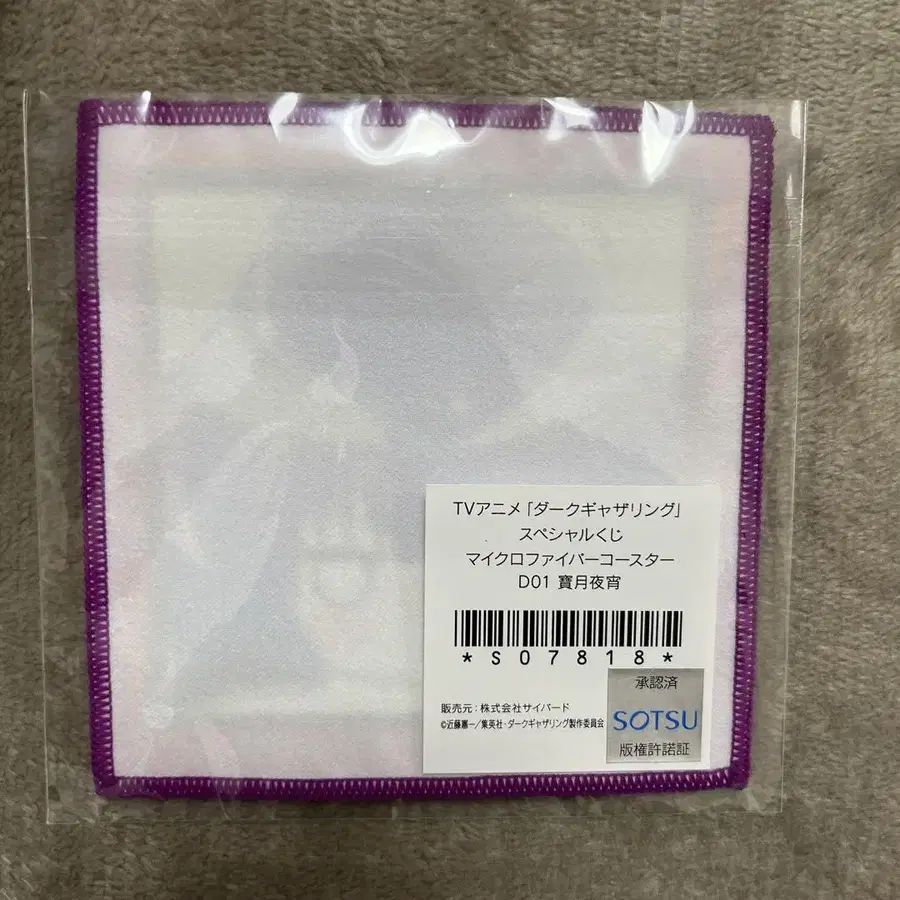 TVアニメ「ダークギャザリング」
スペシャルくじ
マイクロファイバーコースター
D01 寶月夜宵
*S07818*
販売元：株式会社サイバード
©近藤憲一／集英社・ダークギャザリング製作委員会
承認済
SOTSU
版権許諾証